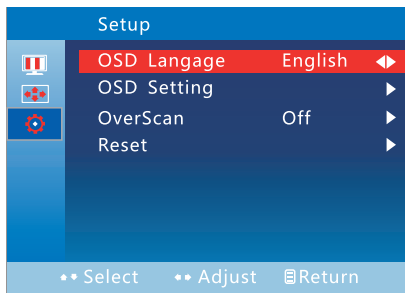 Setup
OSD Langage English
OSD Setting
OverScan Off
Reset
Select Adjust Return